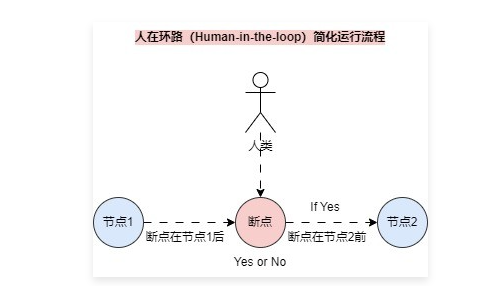 人在环路（Human-in-the-loop）简化运行流程
人类
If Yes
节点1
断点
节点2
断点在节点1后
断点在节点2前
Yes or No